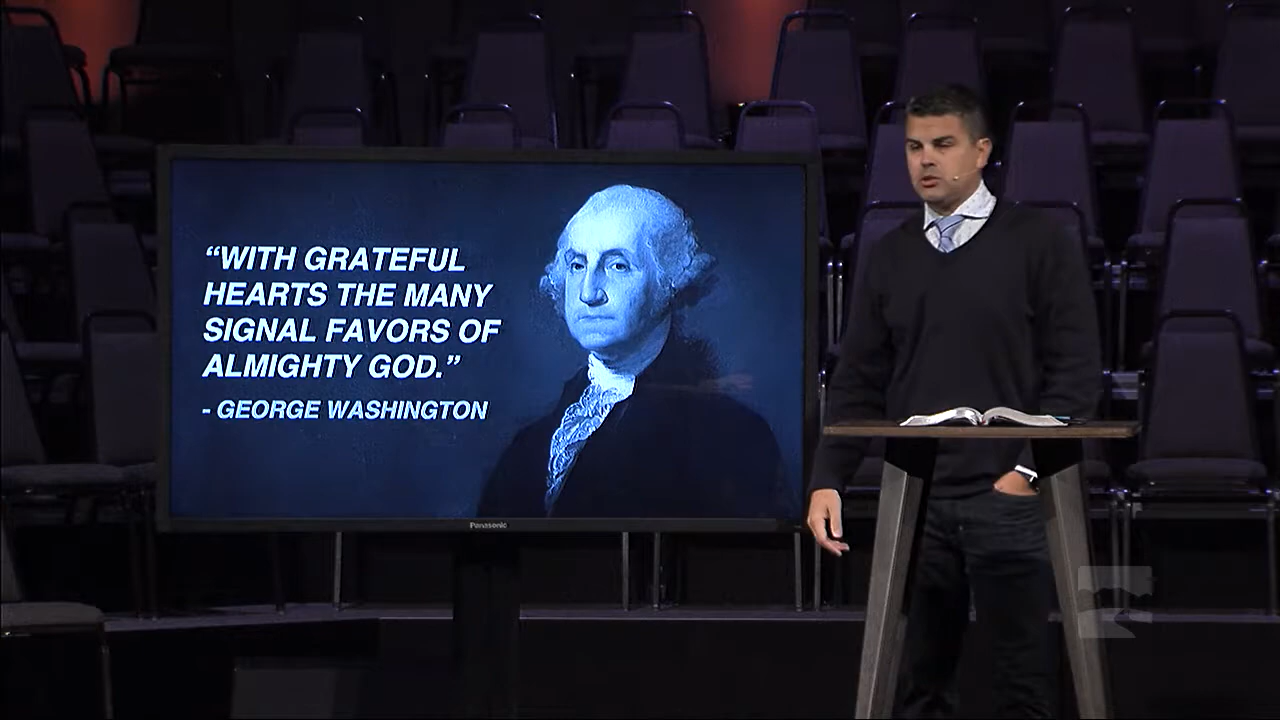 “WITH GRATEFUL
HEARTS THE MANY
SIGNAL FAVORS OF
ALMIGHTY GOD.”
- GEORGE WASHINGTON
Panasonic